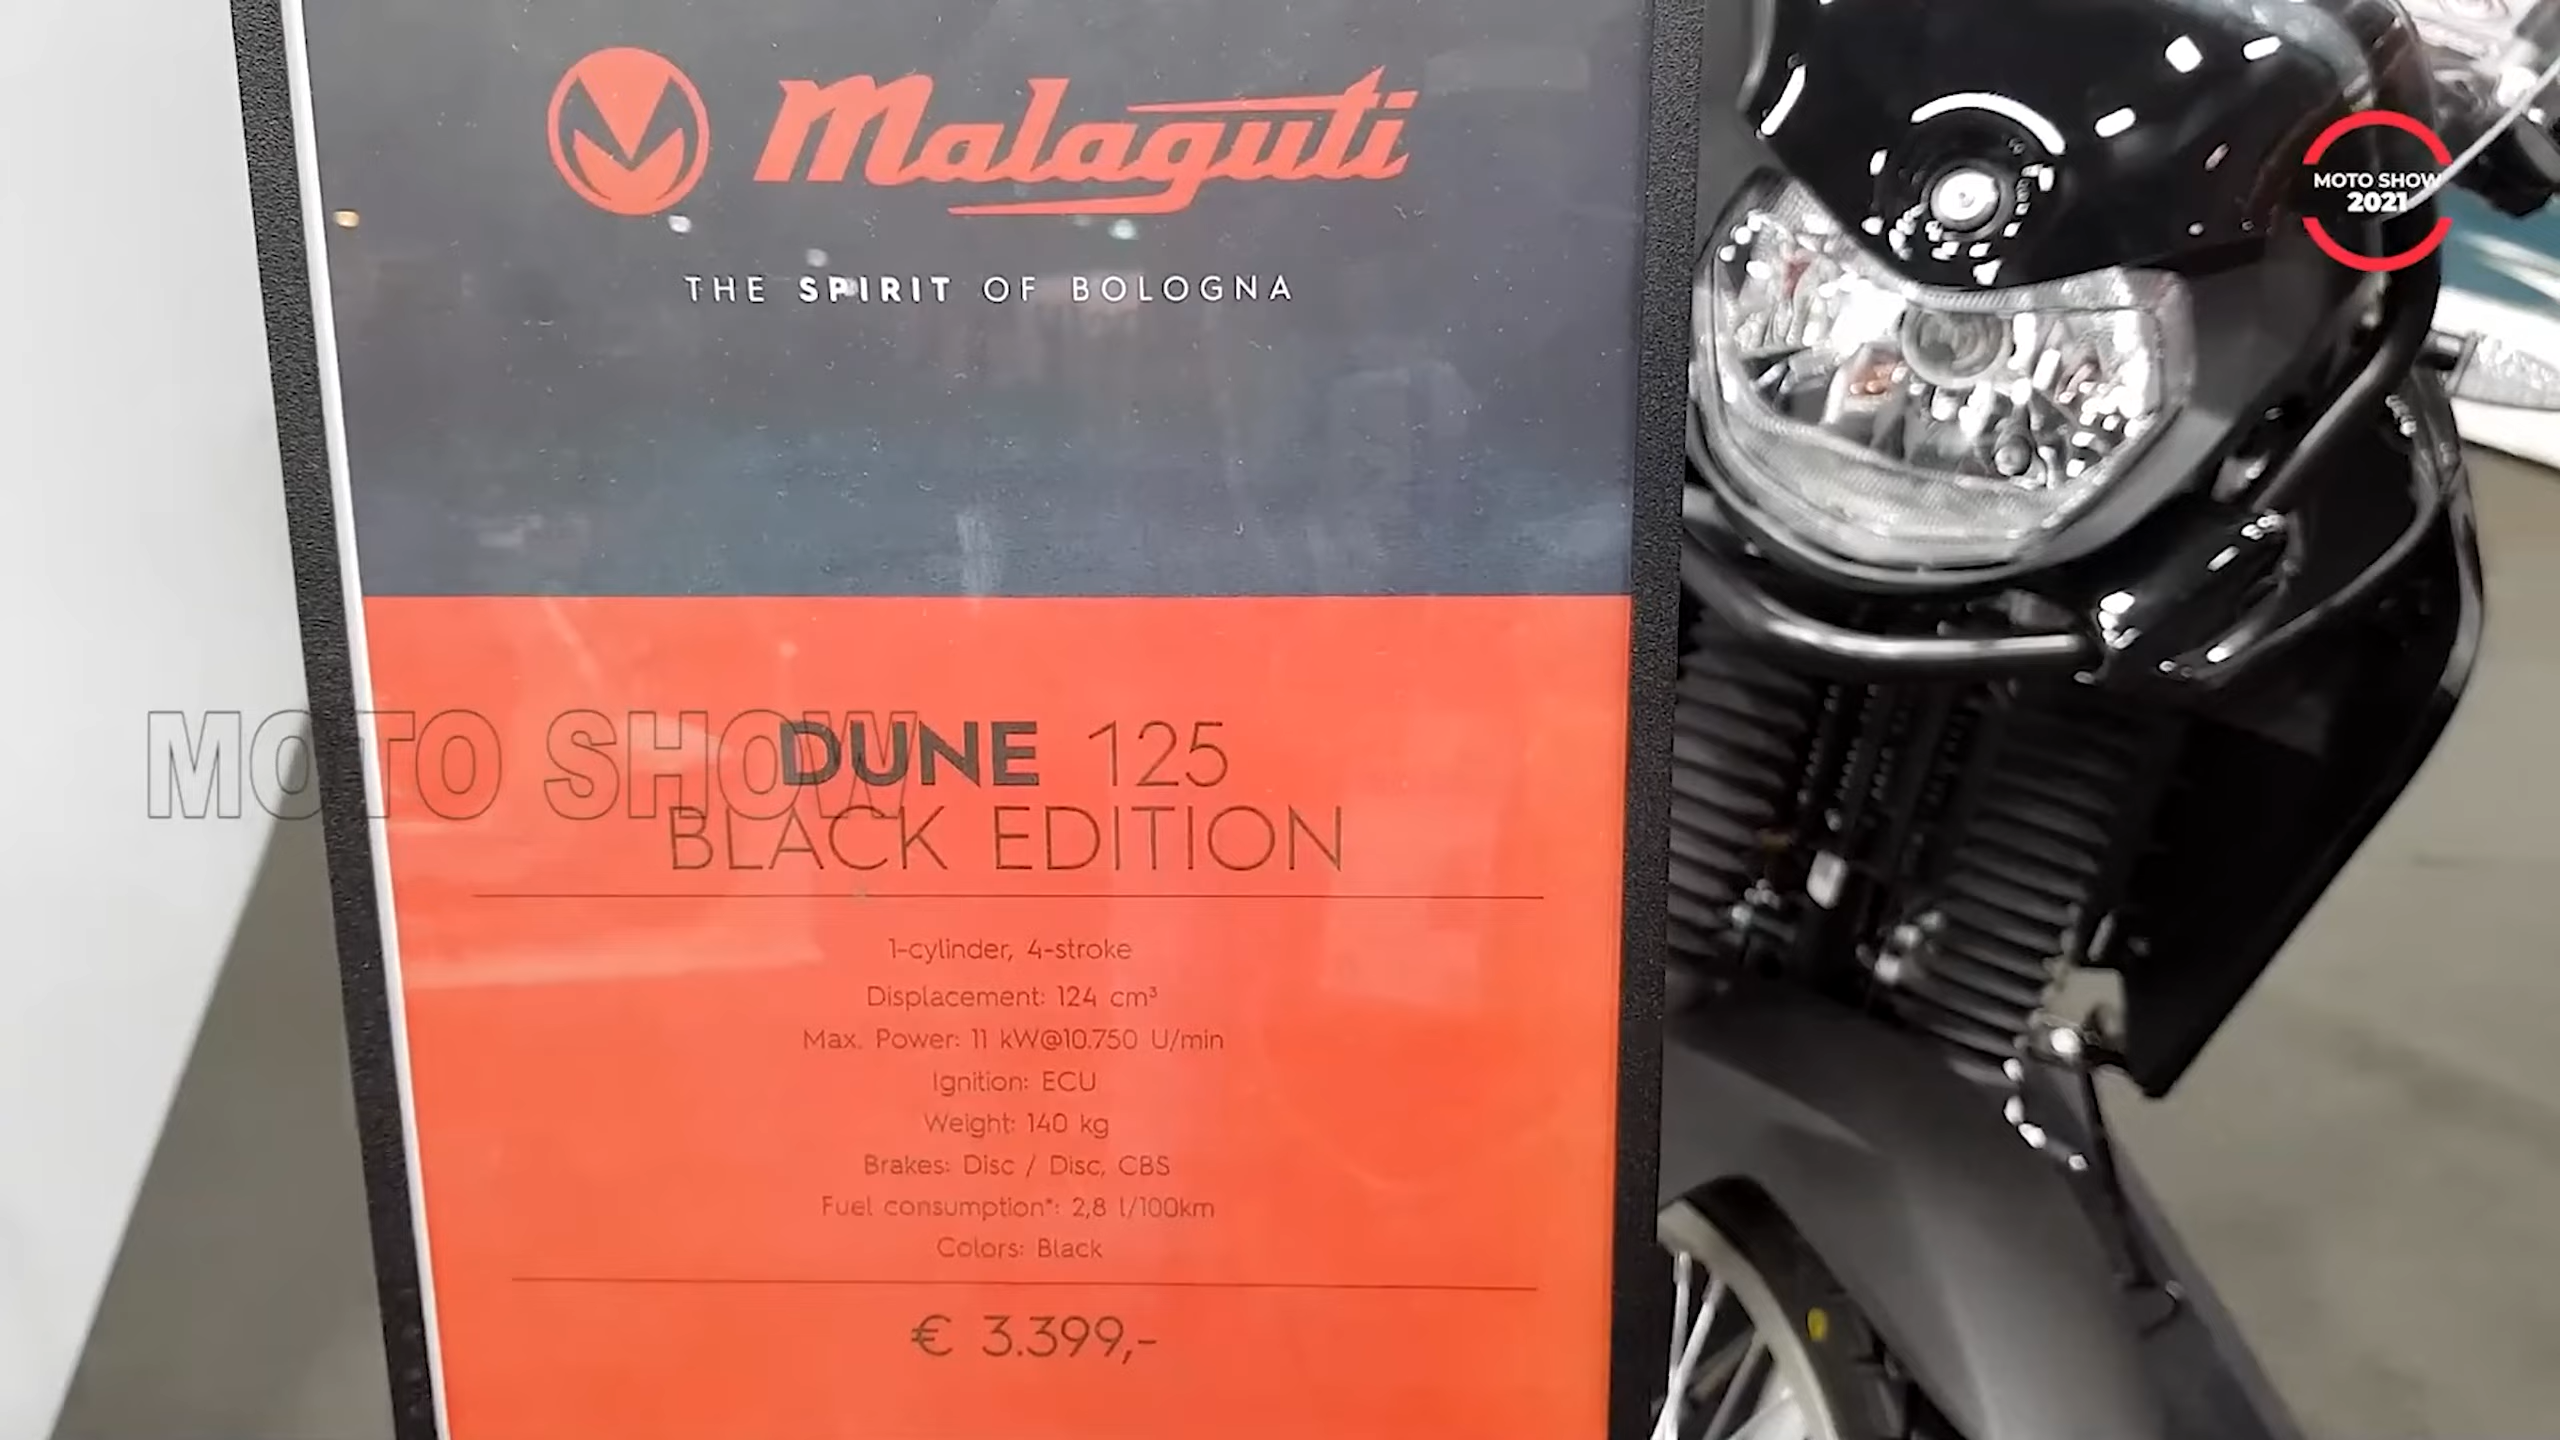 Malaguti
THE SPIRIT OF BOLOGNA
MOTO SHOW
2021
MOTO SHOW
DUNE 125
BLACK EDITION
1-cylinder, 4-stroke
Displacement: 124 cm³
Max. Power: 11 kW@10.750 U/min
Ignition: ECU
Weight: 140 kg
Brakes: Disc / Disc, CBS
Fuel consumption*: 2,8 l/100km
Colors: Black
€ 3.399,-